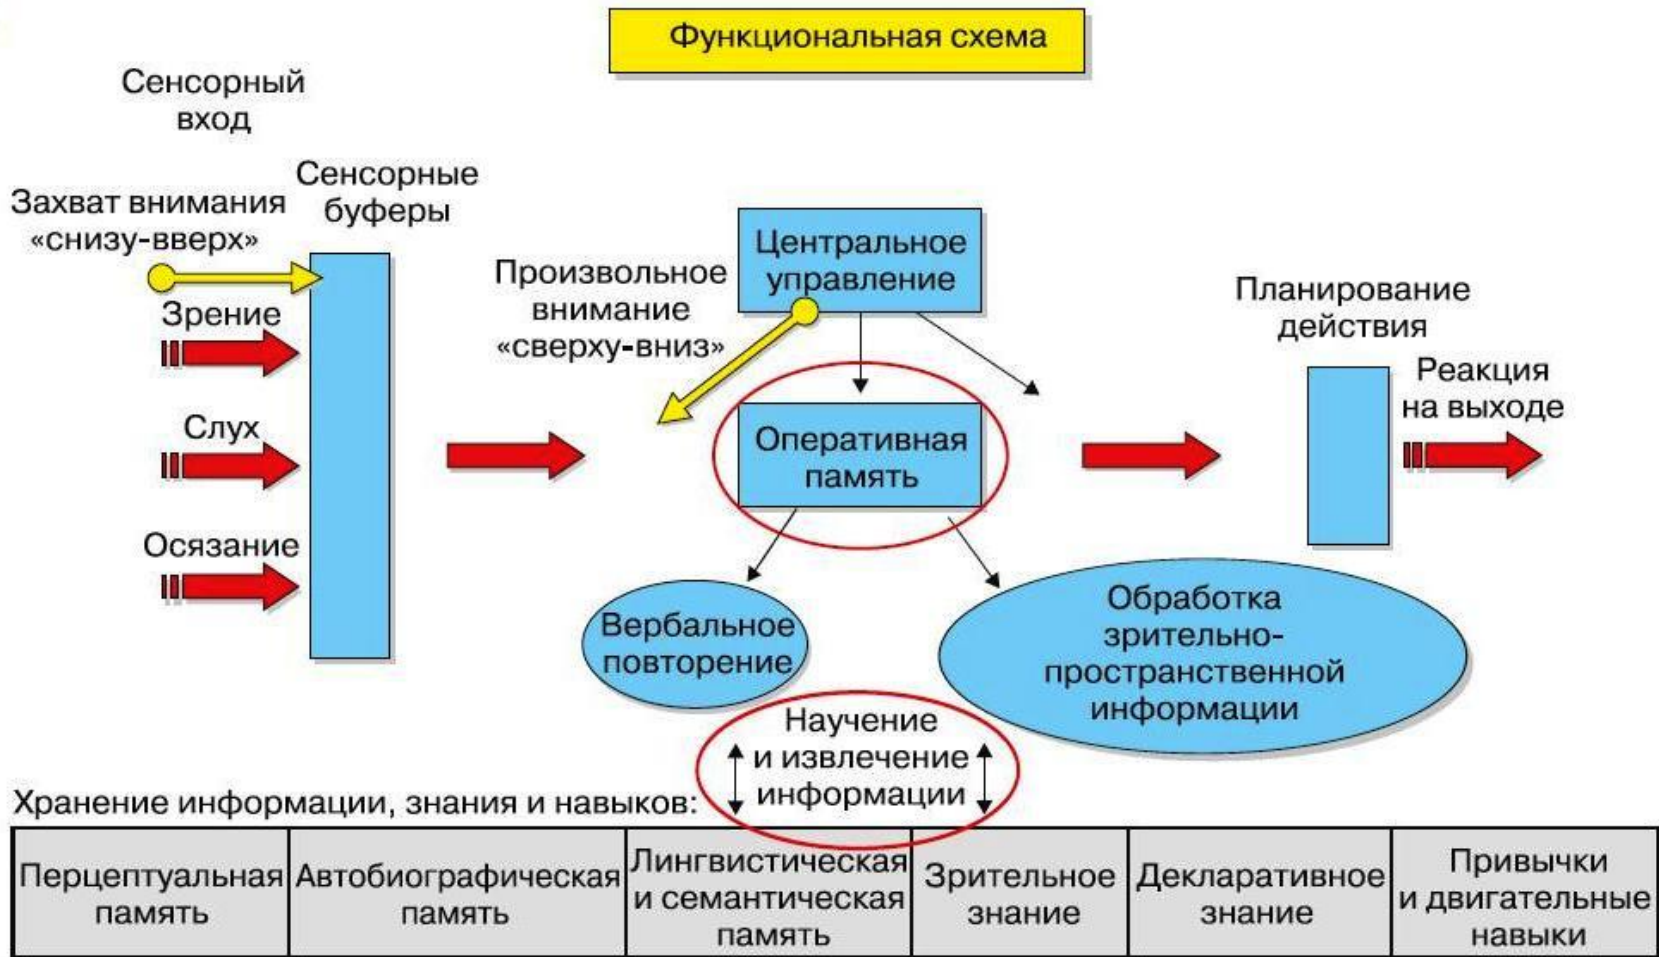 Функциональная схема
Сенсорный
вход
Захват внимания
«снизу-вверх»
Сенсорные
буферы
Зрение
Слух
Осязание
Произвольное
внимание
«сверху-вниз»
Центральное
управление
Оперативная
память
Планирование
действия
Реакция
на выходе
Вербальное
повторение
Обработка
зрительно-
пространственной
информации
Научение
и извлечение
информации
Хранение информации, знания и навыков:
Перцептуальная
память
Автобиографическая
память
Лингвистическая
и семантическая
память
Зрительное
знание
Декларативное
знание
Привычки
и двигательные
навыки